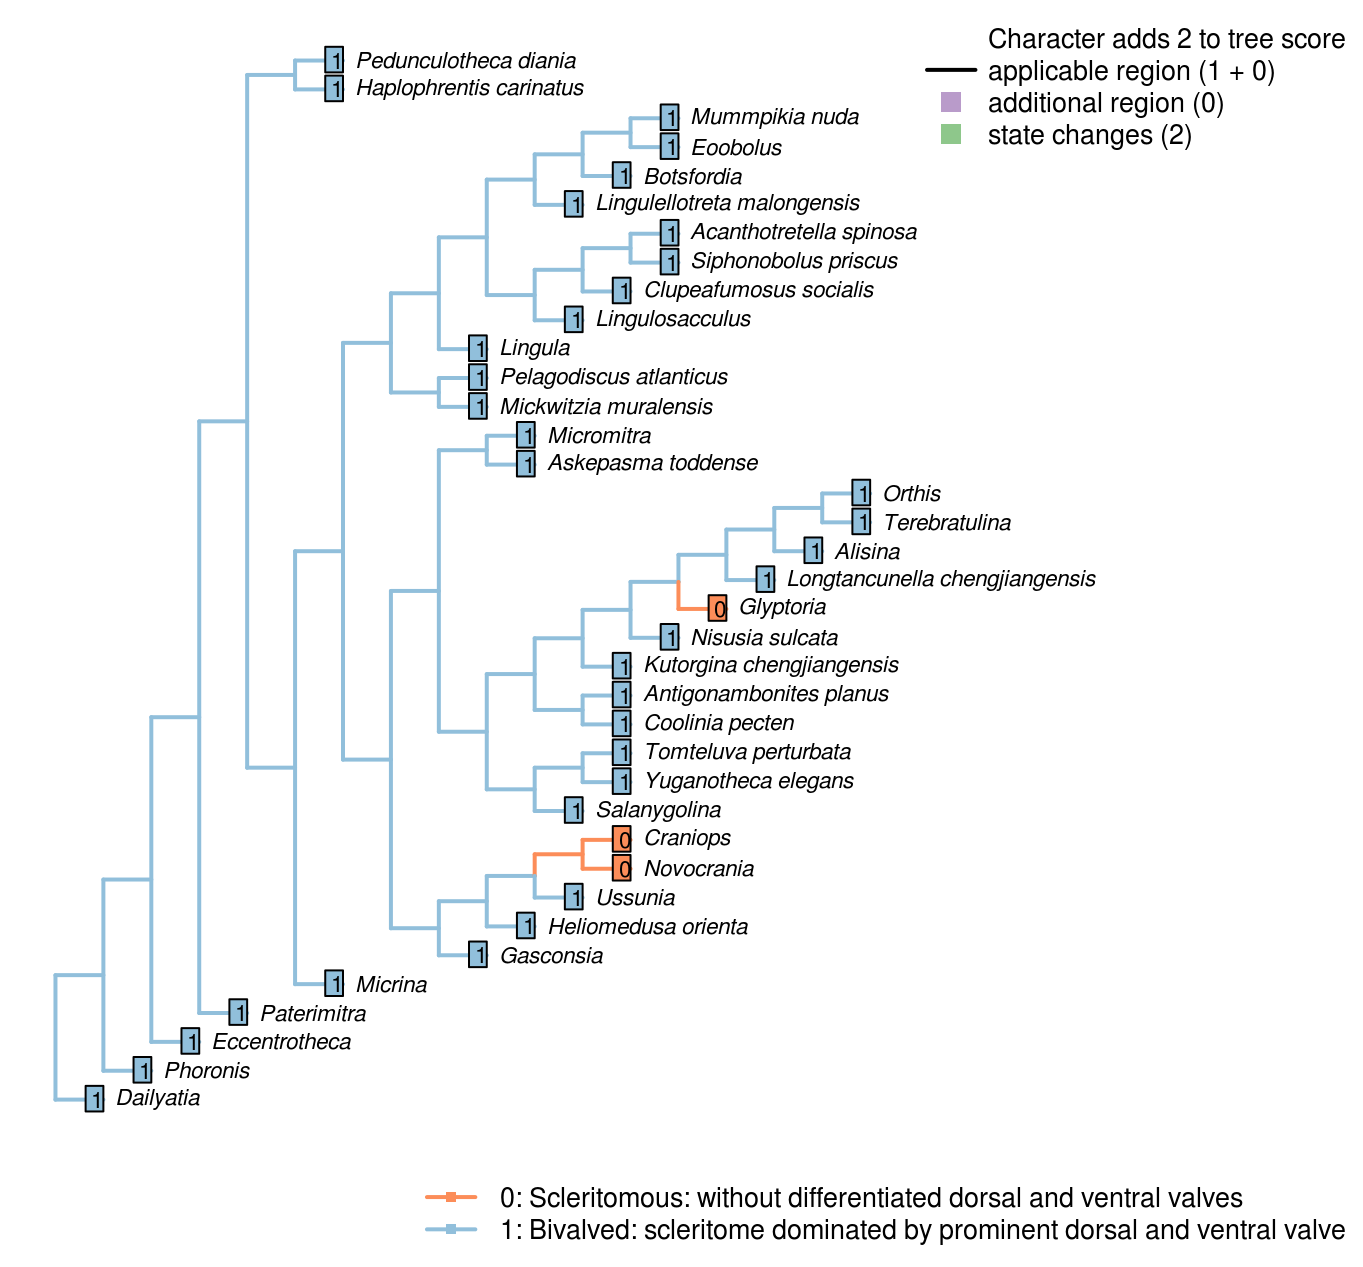 Character adds 2 to tree score
applicable region (1 + 0)
additional region (0)
state changes (2)
1 Pedunculotheca diania
1 Haplophrentis carinatus
1 Mummpikia nuda
1 Eoobolus
1 Botsfordia
1 Lingulellotreta malongensis
1 Acanthotretella spinosa
1 Siphonobolus priscus
1 Clupeafumosus socialis
1 Lingulosacculus
1 Lingula
1 Pelagodiscus atlanticus
1 Mickwitzia muralensis
1 Micromitra
1 Askepasma toddense
1 Orthis
1 Terebratulina
1 Alisina
1 Longtancunella chengjiangensis
0 Glyptoria
1 Nisusia sulcata
1 Kutorgina chengjiangensis
1 Antigonambonites planus
1 Coolinia pecten
1 Tomteluva perturbata
1 Yuganotheca elegans
1 Salanygolina
0 Craniops
0 Novocrania
1 Ussunia
1 Heliomedusa orienta
1 Gasconsia
1 Micrina
1 Paterimitra
1 Eccentrotheca
1 Phoronis
1 Dailyatia
0: Scleritomous: without differentiated dorsal and ventral valves
1: Bivalved: scleritome dominated by prominent dorsal and ventral valve